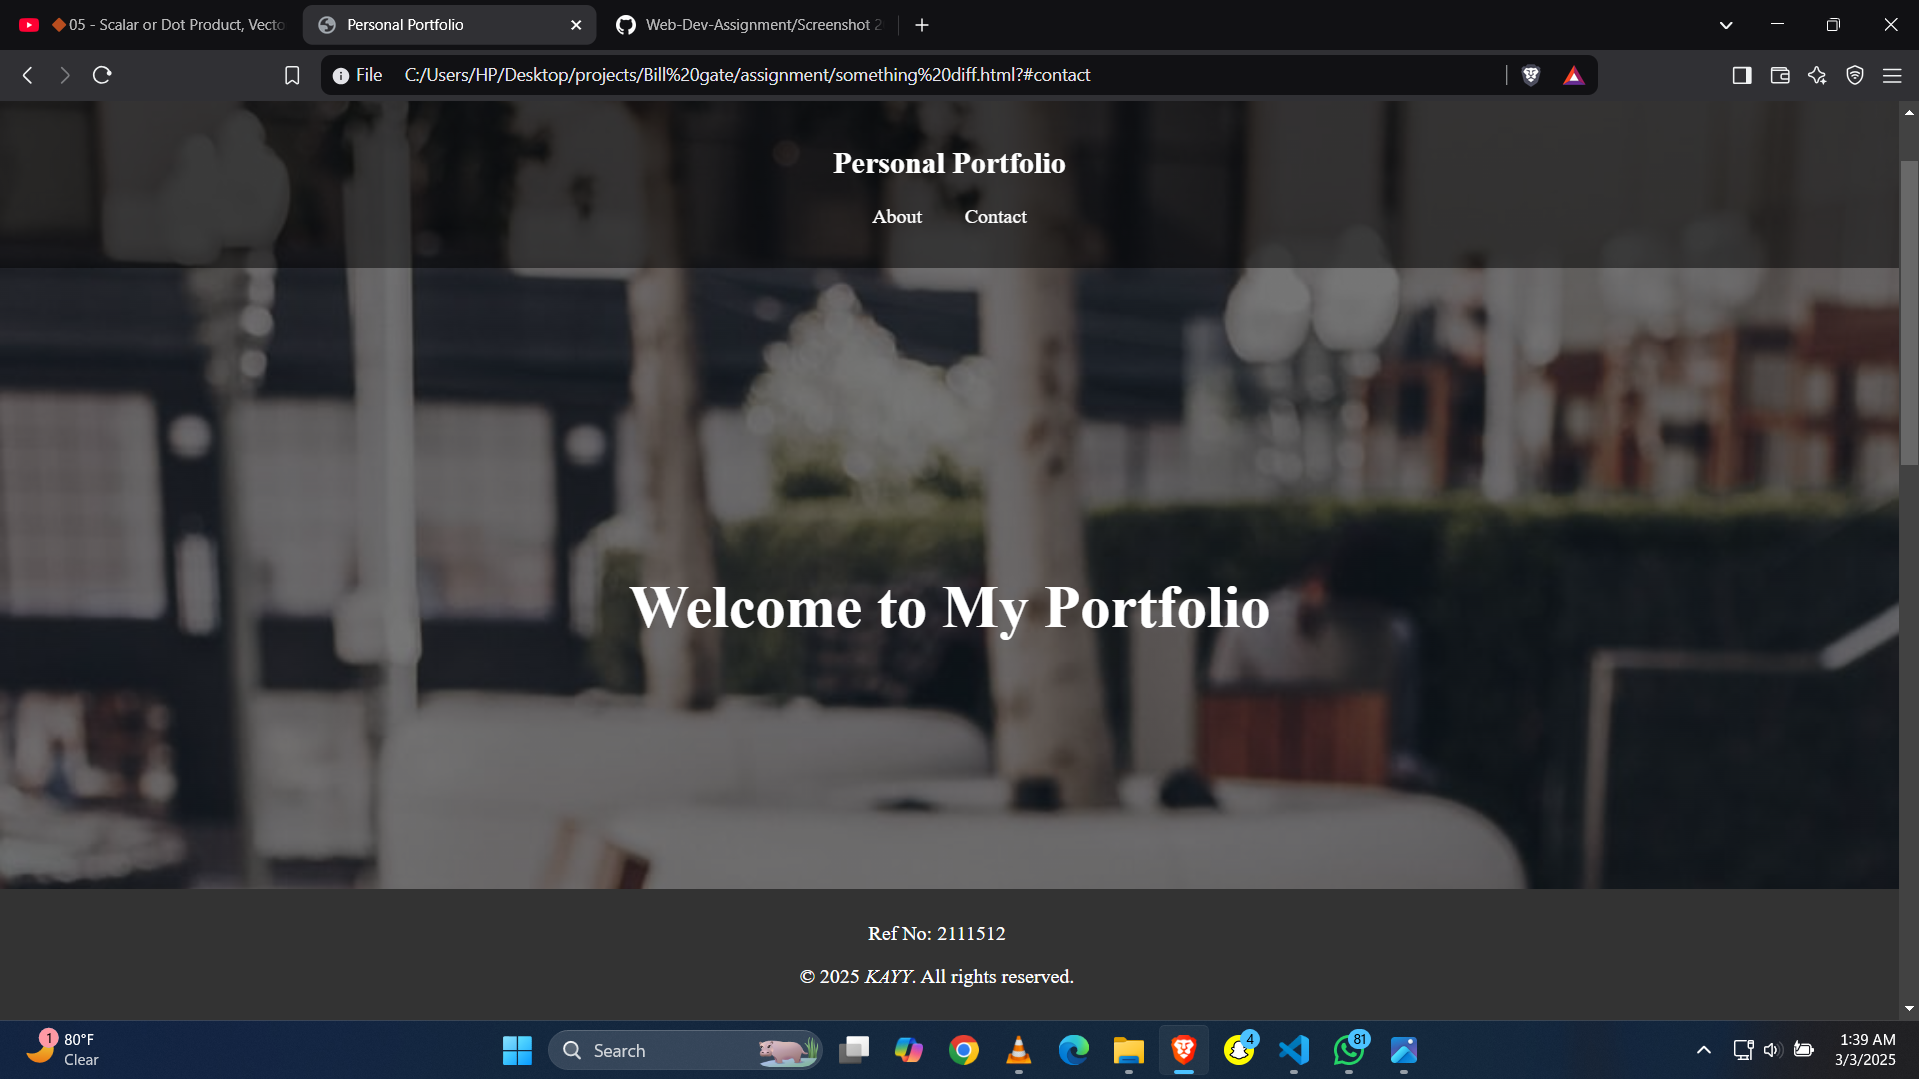 05 - Scalar or Dot Product, Vecto
Personal Portfolio
Web-Dev-Assignment/Screenshot 2
File
C:/Users/HP/Desktop/projects/Bill%20gate/assignment/something%20diff.html?#contact
Personal Portfolio
About Contact
Welcome to My Portfolio
Ref No: 2111512
© 2025 KAYY. All rights reserved.
1
80°F
Clear
Search
4
81
1:39 AM
3/3/2025